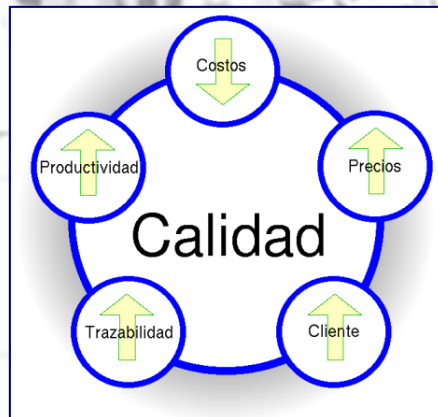 Costos
Productividad
Precios
Calidad
Trazabilidad
Cliente